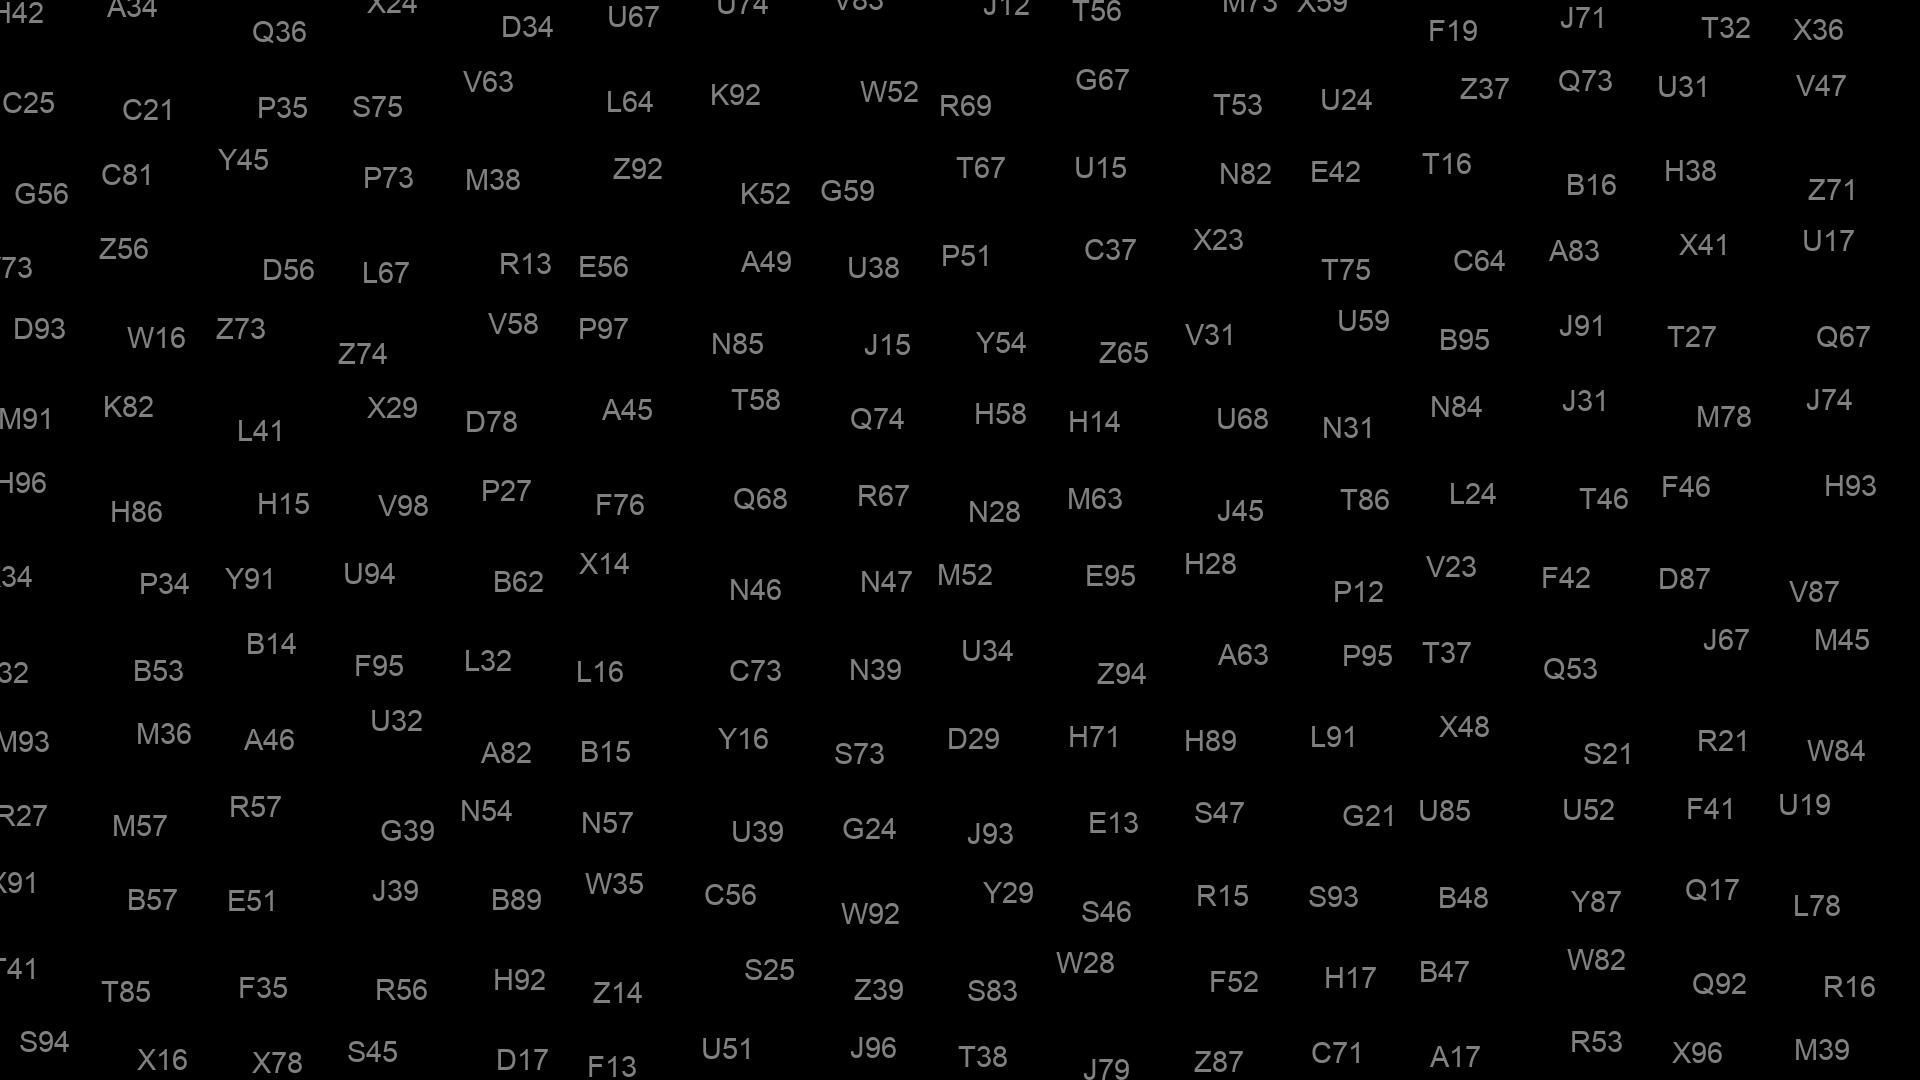 H42 A34 Q36 X24 D34 U67 U74 V83 J12 T56 M73 X59 F19 J71 T32 X36
C25 C21 P35 S75 V63 L64 K92 W52 R69 G67 T53 U24 Z37 Q73 U31 V47
G56 C81 Y45 P73 M38 Z92 K52 G59 T67 U15 N82 E42 T16 B16 H38 Z71
73 Z56 D56 L67 R13 E56 A49 U38 P51 C37 X23 T75 C64 A83 X41 U17
D93 W16 Z73 Z74 V58 P97 N85 J15 Y54 Z65 V31 U59 B95 J91 T27 Q67
M91 K82 L41 X29 D78 A45 T58 Q74 H58 H14 U68 N31 N84 J31 M78 J74
H96 H86 H15 V98 P27 F76 Q68 R67 N28 M63 J45 T86 L24 T46 F46 H93
34 P34 Y91 U94 B62 X14 N46 N47 M52 E95 H28 P12 V23 F42 D87 V87
32 B53 B14 F95 L32 L16 C73 N39 U34 Z94 A63 P95 T37 Q53 J67 M45
M93 M36 A46 U32 A82 B15 Y16 S73 D29 H71 H89 L91 X48 S21 R21 W84
R27 M57 R57 G39 N54 N57 U39 G24 J93 E13 S47 G21 U85 U52 F41 U19
X91 B57 E51 J39 B89 W35 C56 W92 Y29 S46 R15 S93 B48 Y87 Q17 L78
T41 T85 F35 R56 H92 Z14 S25 Z39 S83 W28 F52 H17 B47 W82 Q92 R16
S94 X16 X78 S45 D17 F13 U51 J96 T38 J79 Z87 C71 A17 R53 X96 M39